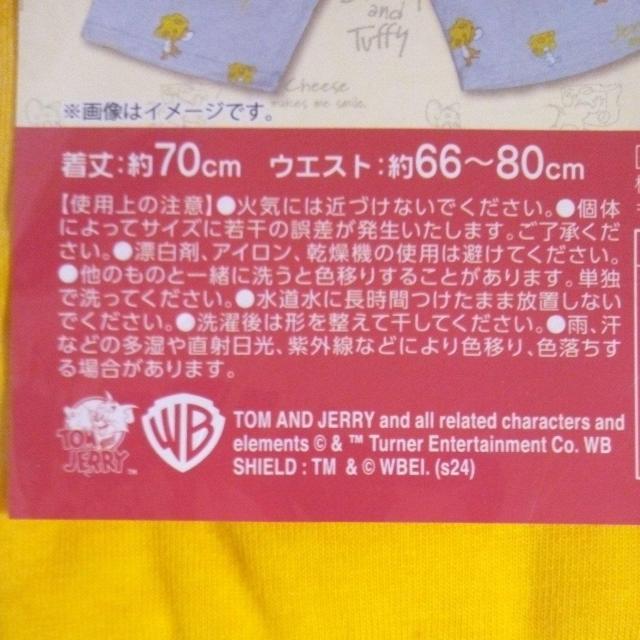 and
Tuffy
Cheese
makes me smile.
※画像はイメージです。
着丈:約70cm ウエスト:約66〜80cm
【使用上の注意】●火気には近づけないでください。●個体
によってサイズに若干の誤差が発生いたします。ご了承くだ
さい。●漂白剤、アイロン、乾燥機の使用は避けてください。
●他のものと一緒に洗うと色移りすることがあります。単独
で洗ってください。●水道水に長時間つけたまま放置しない
でください。●洗濯後は形を整えて干してください。●雨、汗
などの多湿や直射日光、紫外線などにより色移り、色落ちす
る場合があります。
TOM AND JERRY™
WB
TOM AND JERRY and all related characters and
elements © & ™ Turner Entertainment Co. WB
SHIELD : TM & © WBEI. (s24)